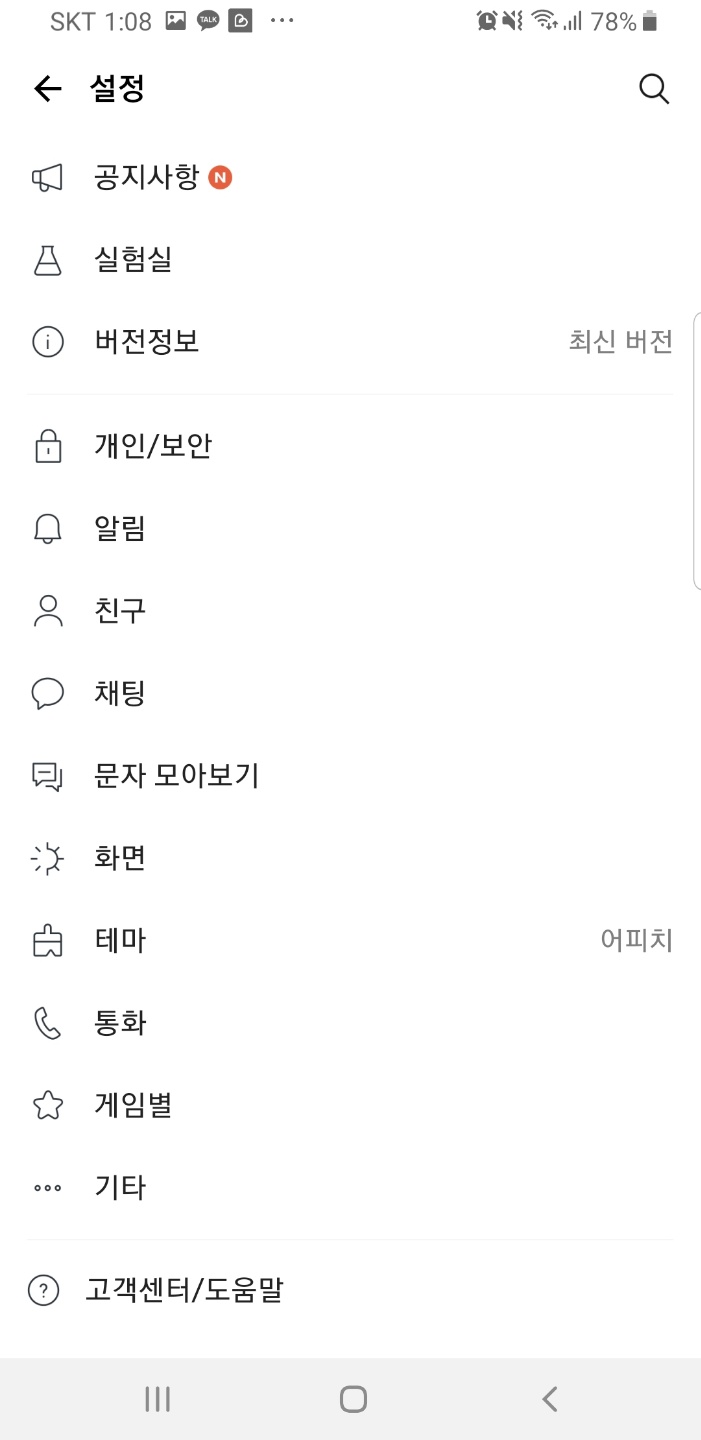 SKT 1:08 TALK 78%
설정
공지사항 N
실험실
버전정보 최신 버전
개인/보안
알림
친구
채팅
문자 모아보기
화면
테마 어피치
통화
게임별
기타
고객센터/도움말